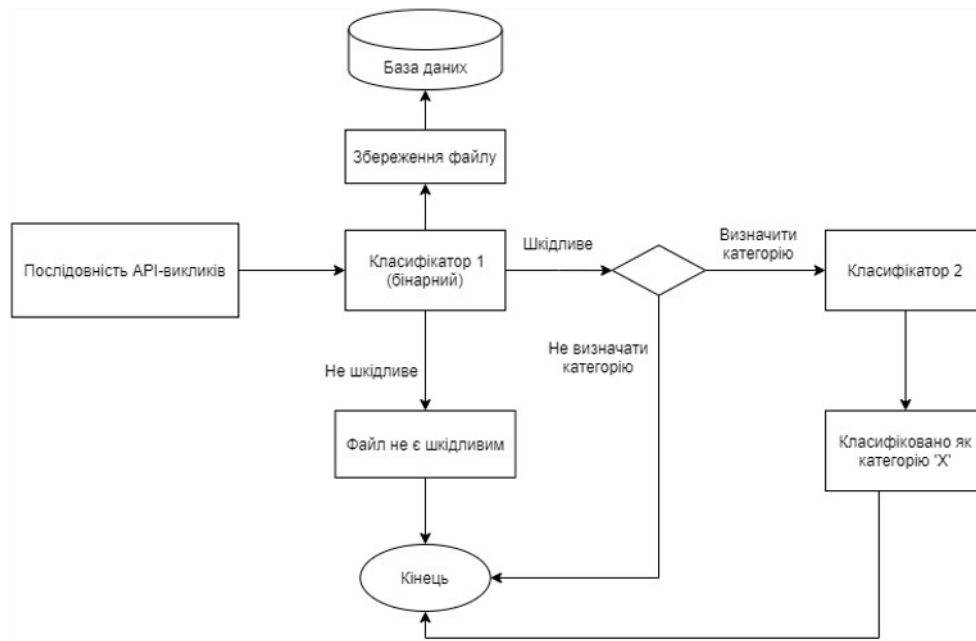 База даних
Збереження файлу
Послідовність API-викликів
Класифікатор 1
(бінарний)
Шкідливе
Визначити
категорію
Класифікатор 2
Не шкідливе
Не визначати
категорію
Файл не є шкідливим
Класифіковано як
категорію 'X'
Кінець